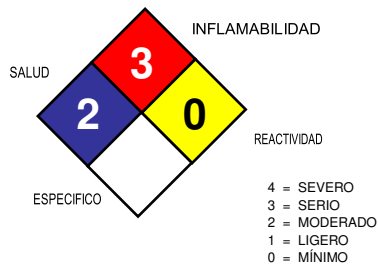 INFLAMABILIDAD
SALUD
3
2
0
REACTIVIDAD
ESPECIFICO
4 = SEVERO
3 = SERIO
2 = MODERADO
1 = LIGERO
0 = MÍNIMO